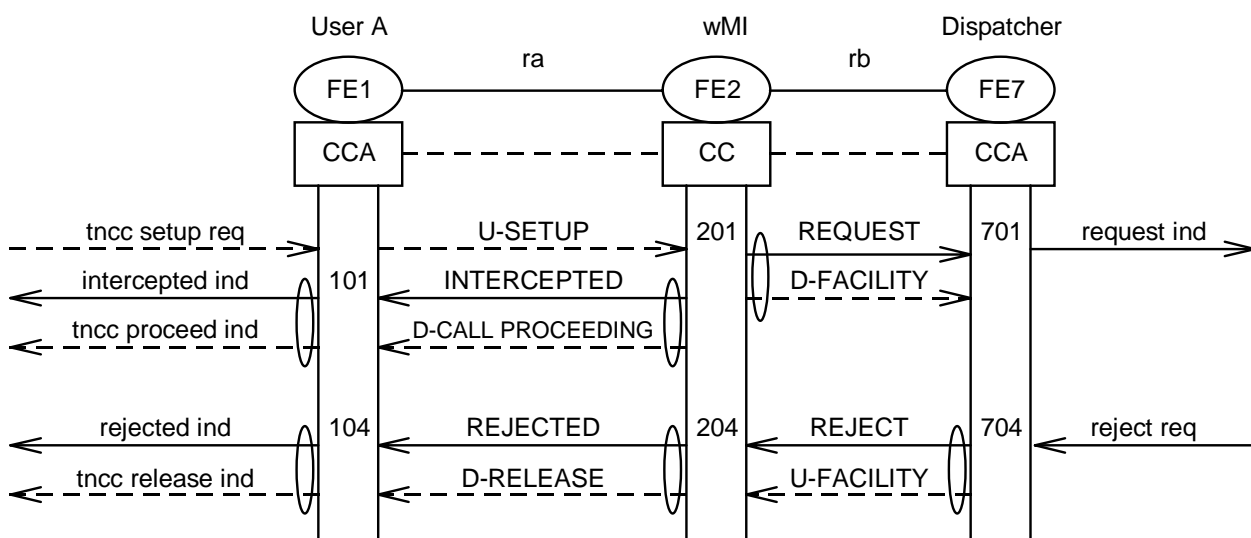 User A wMI Dispatcher
ra rb
FE1 FE2 FE7
CCA CC CCA
tncc setup req U-SETUP 201 REQUEST 701 request ind
intercepted ind 101 INTERCEPTED D-FACILITY
tncc proceed ind D-CALL PROCEEDING
rejected ind 104 REJECTED 204 REJECT 704 reject req
tncc release ind D-RELEASE U-FACILITY